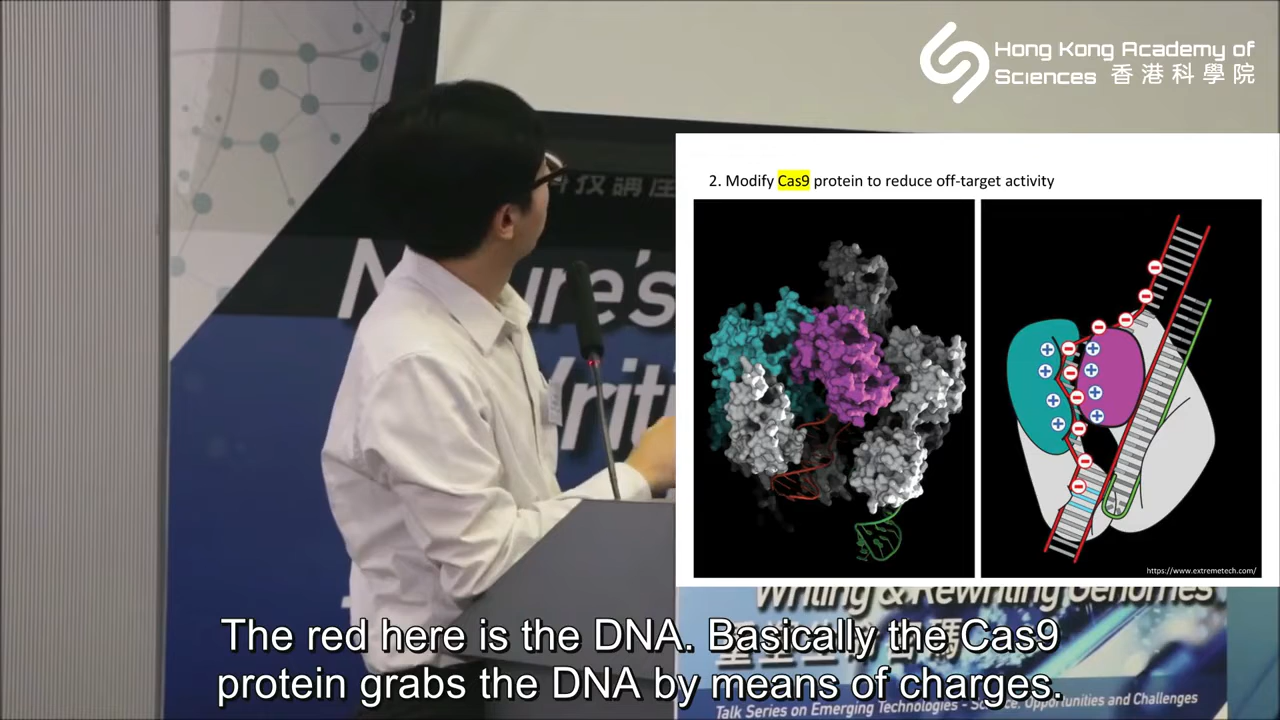 Hong Kong Academy of
Sciences 香港科學院
2. Modify Cas9 protein to reduce off-target activity
https://www.extremetech.com/
Writing & Rewriting Genomes
Talk Series on Emerging Technologies - Science: Opportunities and Challenges
The red here is the DNA. Basically the Cas9
protein grabs the DNA by means of charges.